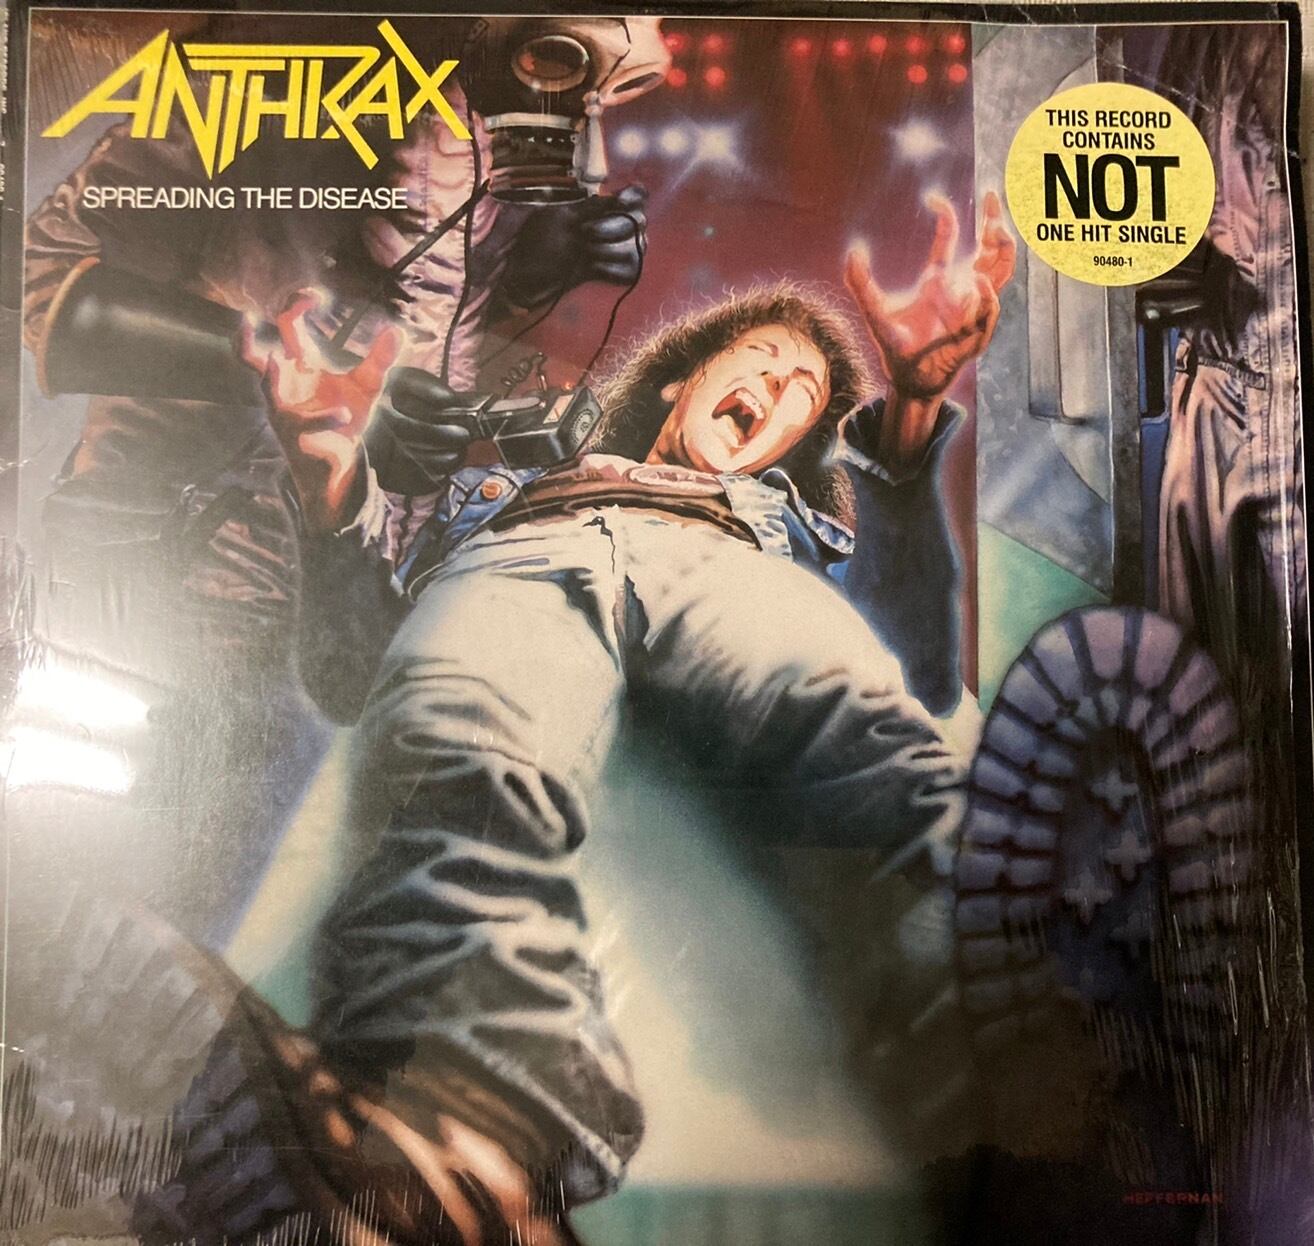 ANTHRAX
SPREADING THE DISEASE
THIS RECORD
CONTAINS
NOT
ONE HIT SINGLE
90480-1
HEFFERNAN